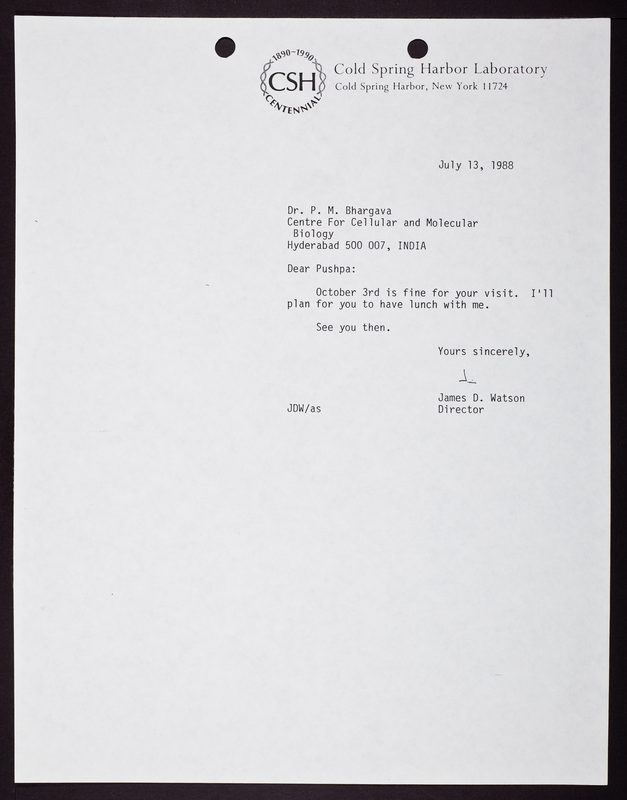 1890-1990
CSH
CENTENNIAL
Cold Spring Harbor Laboratory
Cold Spring Harbor, New York 11724
July 13, 1988
Dr. P. M. Bhargava
Centre For Cellular and Molecular
Biology
Hyderabad 500 007, INDIA
Dear Pushpa:
October 3rd is fine for your visit. I'll
plan for you to have lunch with me.
See you then.
Yours sincerely,
James D. Watson
JDW/as Director